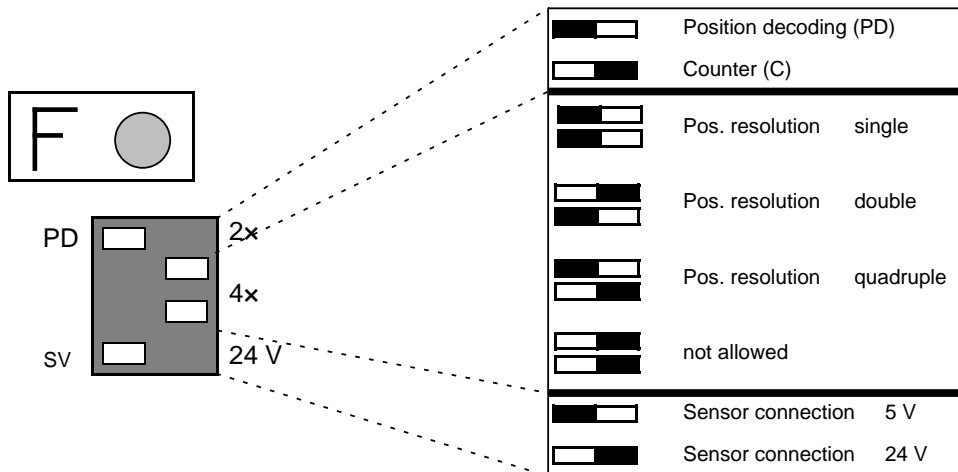 F
PD
2×
4×
SV
24 V
Position decoding (PD)
Counter (C)
Pos. resolution single
Pos. resolution double
Pos. resolution quadruple
not allowed
Sensor connection 5 V
Sensor connection 24 V